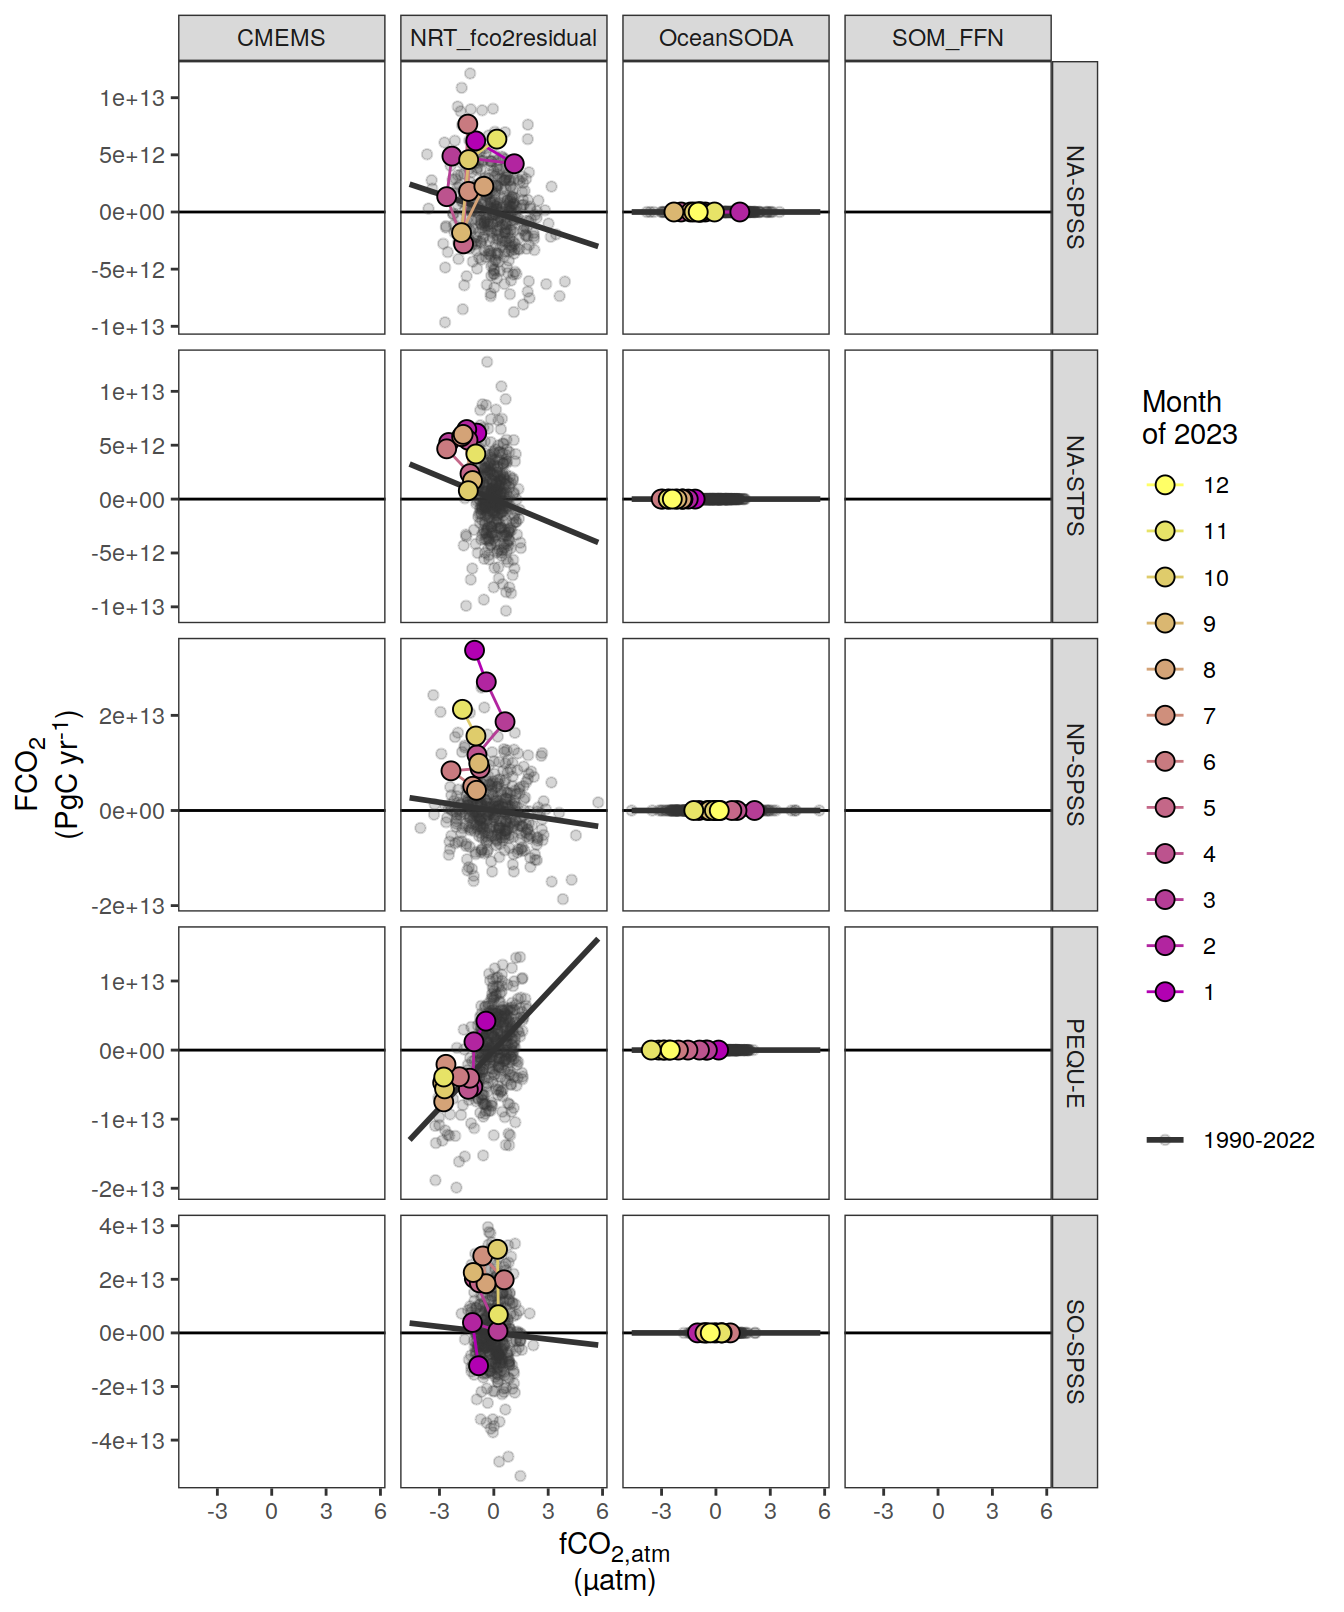 CMEMS NRT_fco2residual OceanSODA SOM_FFN
1e+13
5e+12
0e+00
-5e+12
-1e+13
NA-SPSS
1e+13
5e+12
0e+00
-5e+12
-1e+13
NA-STPS
2e+13
0e+00
-2e+13
NP-SPSS
1e+13
0e+00
-1e+13
-2e+13
PEQU-E
4e+13
2e+13
0e+00
-2e+13
-4e+13
SO-SPSS
-3 0 3 6 -3 0 3 6 -3 0 3 6 -3 0 3 6
fCO2,atm
(µatm)
FCO2
(PgC yr-1)
Month
of 2023
12
11
10
9
8
7
6
5
4
3
2
1
1990-2022